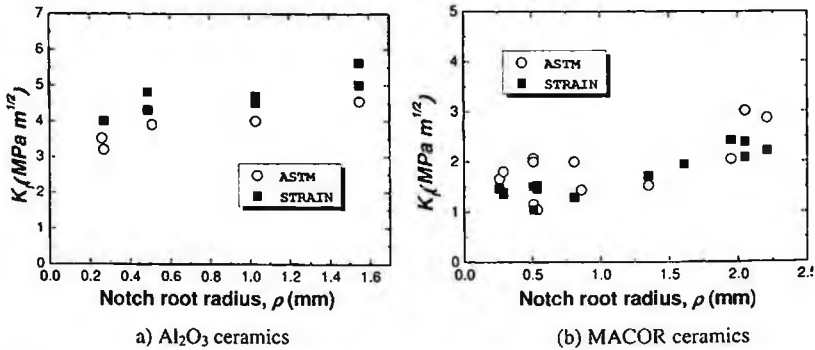 7
6
5
4
3
2
1
0
K_f(MPa m^{1/2})
ASTM
STRAIN
0.0 0.2 0.4 0.6 0.8 1.0 1.2 1.4 1.6
Notch root radius, ρ (mm)
a) Al₂O₃ ceramics
5
4
3
2
1
0
K_f(MPa m^{1/2})
ASTM
STRAIN
0.0 0.5 1.0 1.5 2.0 2.5
Notch root radius, ρ (mm)
(b) MACOR ceramics